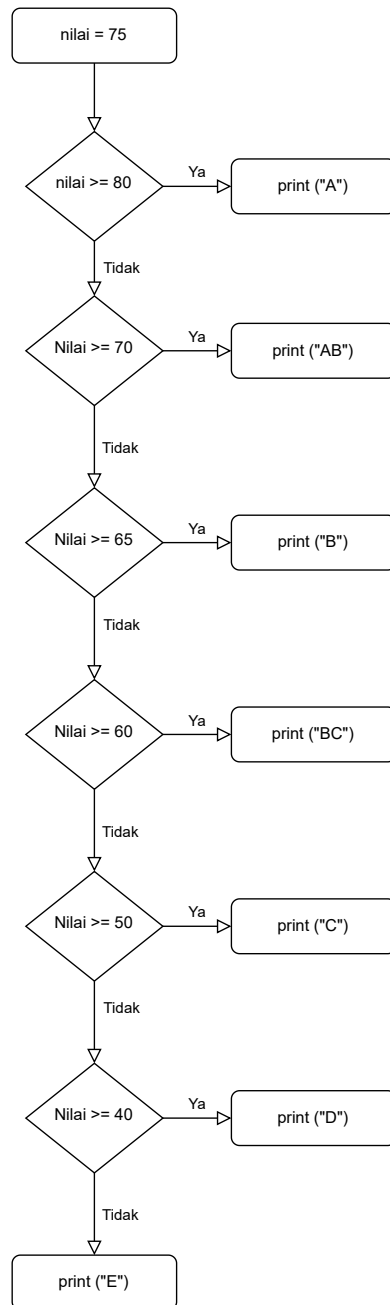 nilai = 75
nilai >= 80
Ya
print ("A")
Tidak
Nilai >= 70
Ya
print ("AB")
Tidak
Nilai >= 65
Ya
print ("B")
Tidak
Nilai >= 60
Ya
print ("BC")
Tidak
Nilai >= 50
Ya
print ("C")
Tidak
Nilai >= 40
Ya
print ("D")
Tidak
print ("E")